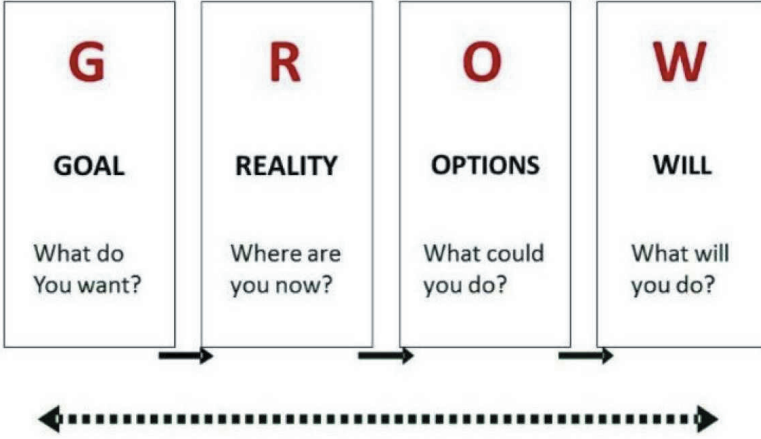 G
GOAL
What do
You want?
R
REALITY
Where are
you now?
O
OPTIONS
What could
you do?
W
WILL
What will
you do?